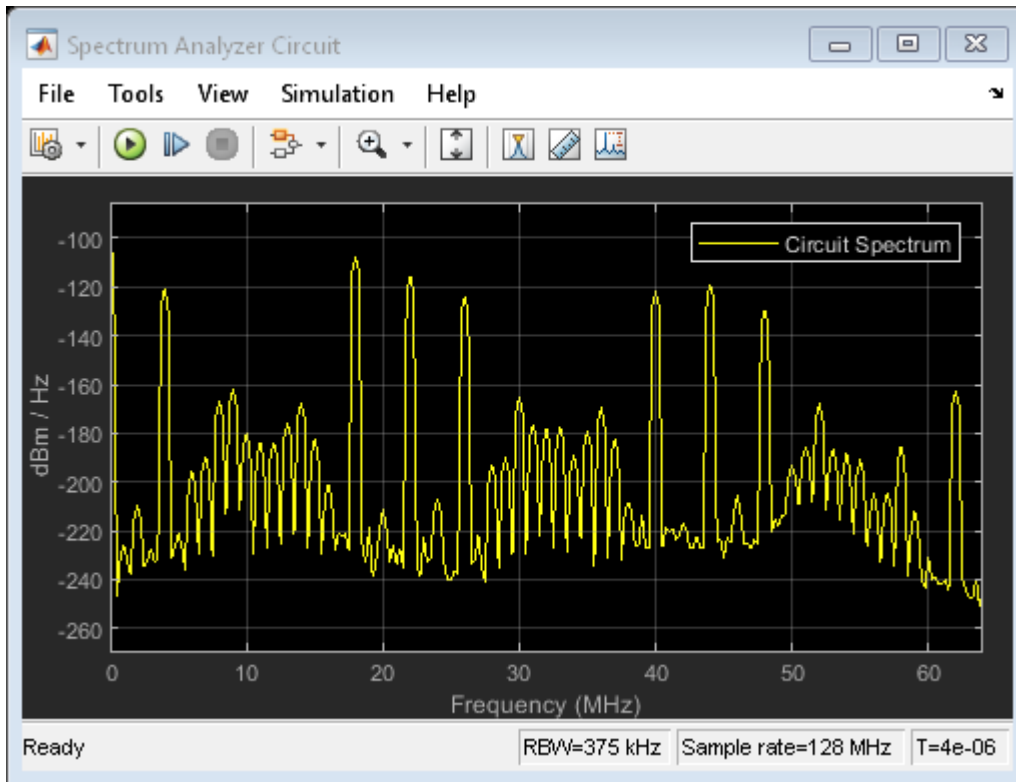 Spectrum Analyzer Circuit
File Tools View Simulation Help
Circuit Spectrum
-100
-120
-140
-160
-180
-200
-220
-240
-260
dBm / Hz
0 10 20 30 40 50 60
Frequency (MHz)
Ready RBW=375 kHz Sample rate=128 MHz T=4e-06